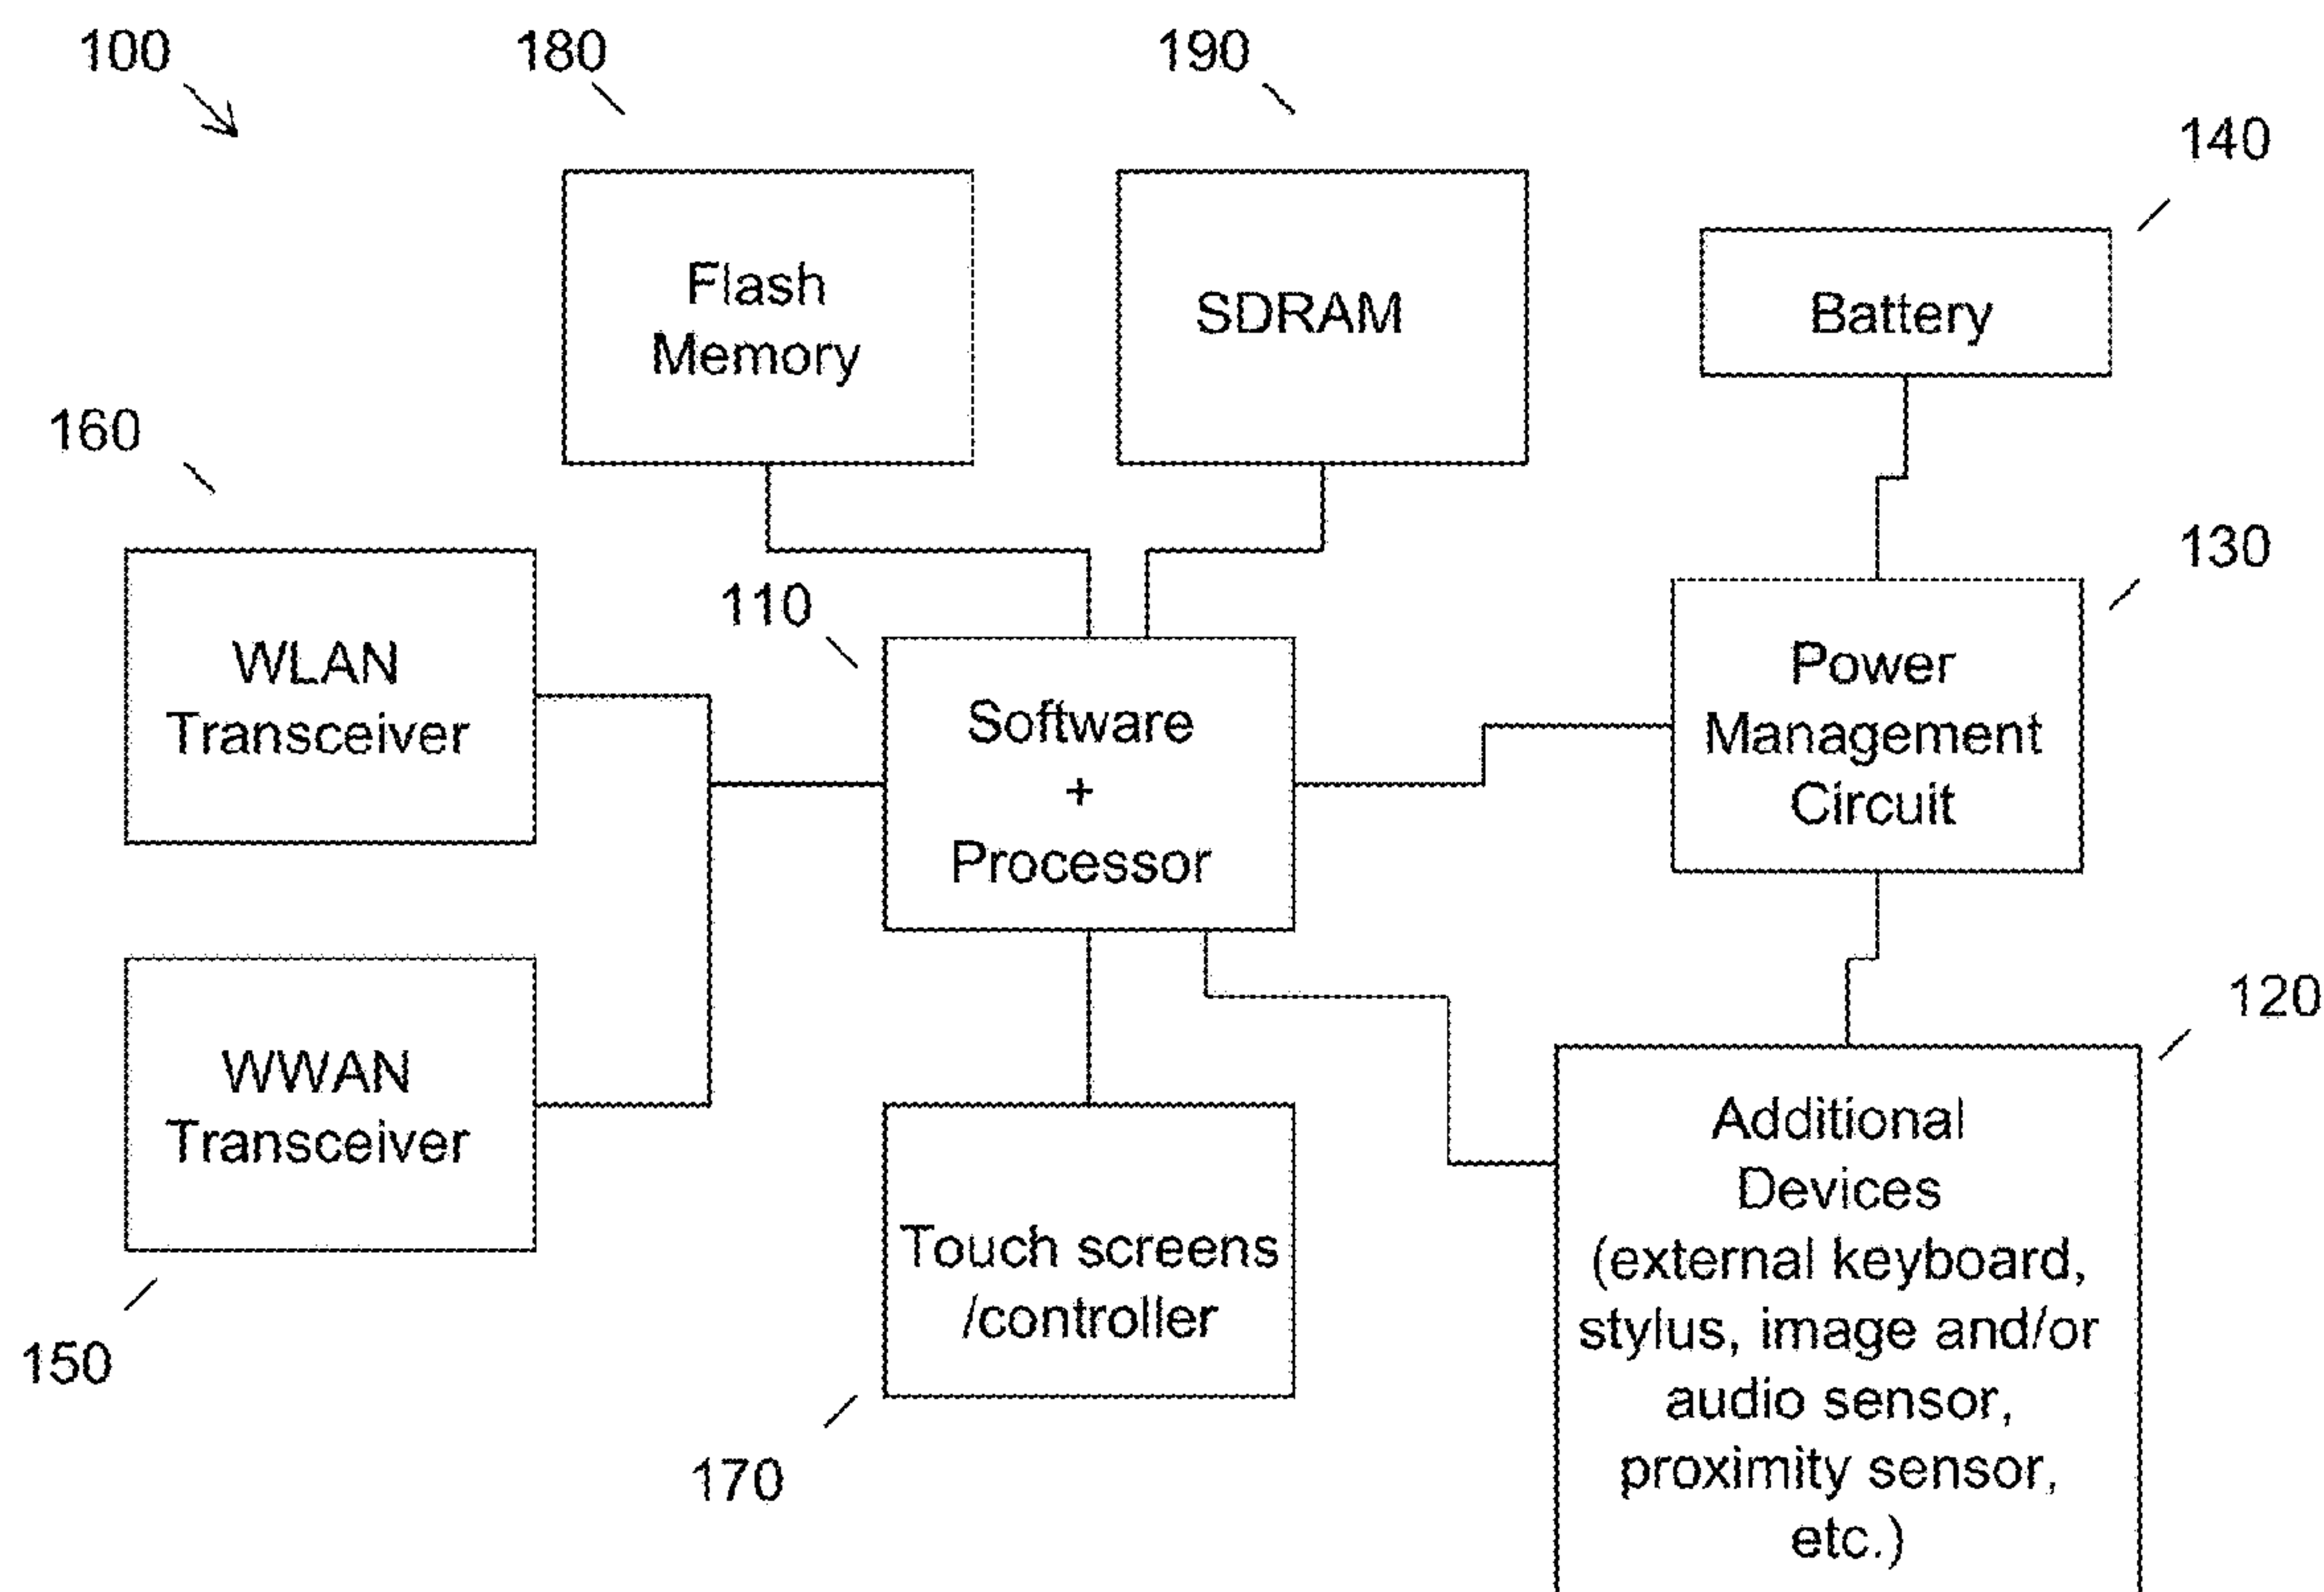 100
180
190
140
Flash
Memory
SDRAM
Battery
160
130
110
WLAN
Transceiver
Software
+
Processor
Power
Management
Circuit
120
WWAN
Transceiver
Touch screens
/controller
Additional
Devices
(external keyboard,
stylus, image and/or
audio sensor,
proximity sensor,
etc.)
150
170